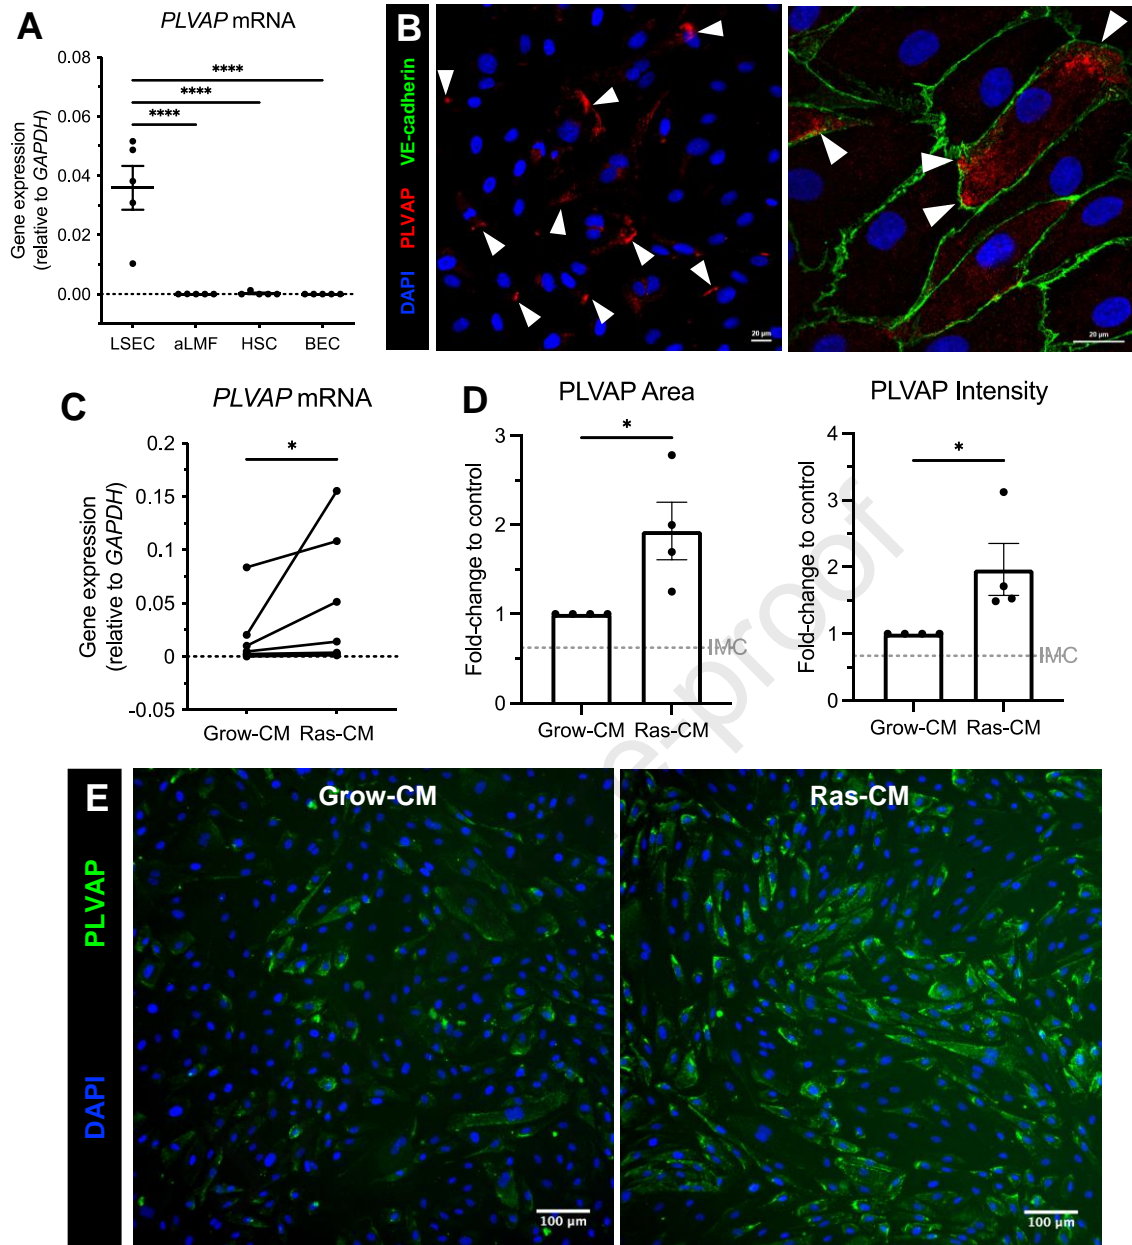 A
PLVAP mRNA
Gene expression
(relative to GAPDH)
0.08
0.06
0.04
0.02
0.00
****
****
****
LSEC aLMF HSC BEC
B
DAPI PLVAP VE-cadherin
20 µm
20 µm
C
PLVAP mRNA
Gene expression
(relative to GAPDH)
0.2
0.15
0.1
0.05
0
-0.05
*
Grow-CM Ras-CM
D
PLVAP Area
Fold-change to control
3
2
1
0
*
IMC
Grow-CM Ras-CM
PLVAP Intensity
Fold-change to control
4
3
2
1
0
*
IMC
Grow-CM Ras-CM
e-proof
E
DAPI PLVAP
Grow-CM
100 µm
Ras-CM
100 µm